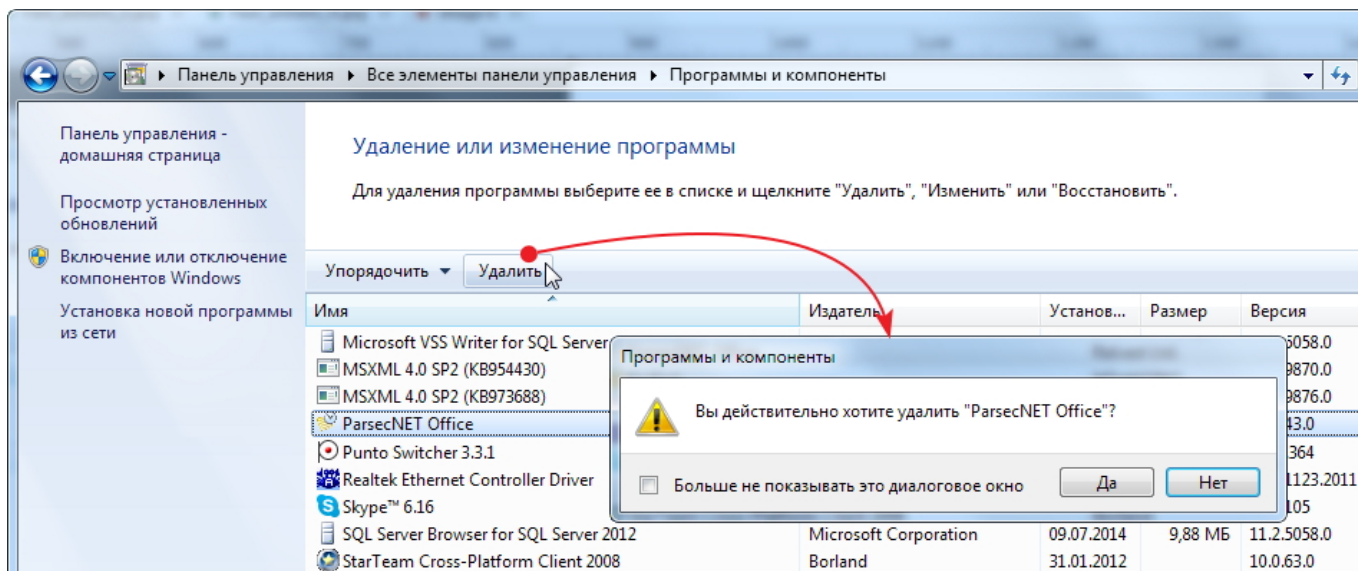 Панель управления ▸ Все элементы панели управления ▸ Программы и компоненты
Панель управления -
домашняя страница
Просмотр установленных
обновлений
Включение или отключение
компонентов Windows
Установка новой программы
из сети
Удаление или изменение программы
Для удаления программы выберите ее в списке и щелкните "Удалить", "Изменить" или "Восстановить".
Упорядочить Удалить
Имя Издатель Установ... Размер Версия
Microsoft VSS Writer for SQL Server 5058.0
MSXML 4.0 SP2 (KB954430) 9870.0
MSXML 4.0 SP2 (KB973688) 9876.0
ParsecNET Office 43.0
Punto Switcher 3.3.1 .364
Realtek Ethernet Controller Driver 1123.2011
Skype™ 6.16 105
SQL Server Browser for SQL Server 2012 Microsoft Corporation 09.07.2014 9,88 МБ 11.2.5058.0
StarTeam Cross-Platform Client 2008 Borland 31.01.2012 10.0.63.0
Программы и компоненты
Вы действительно хотите удалить "ParsecNET Office"?
Больше не показывать это диалоговое окно
Да Нет